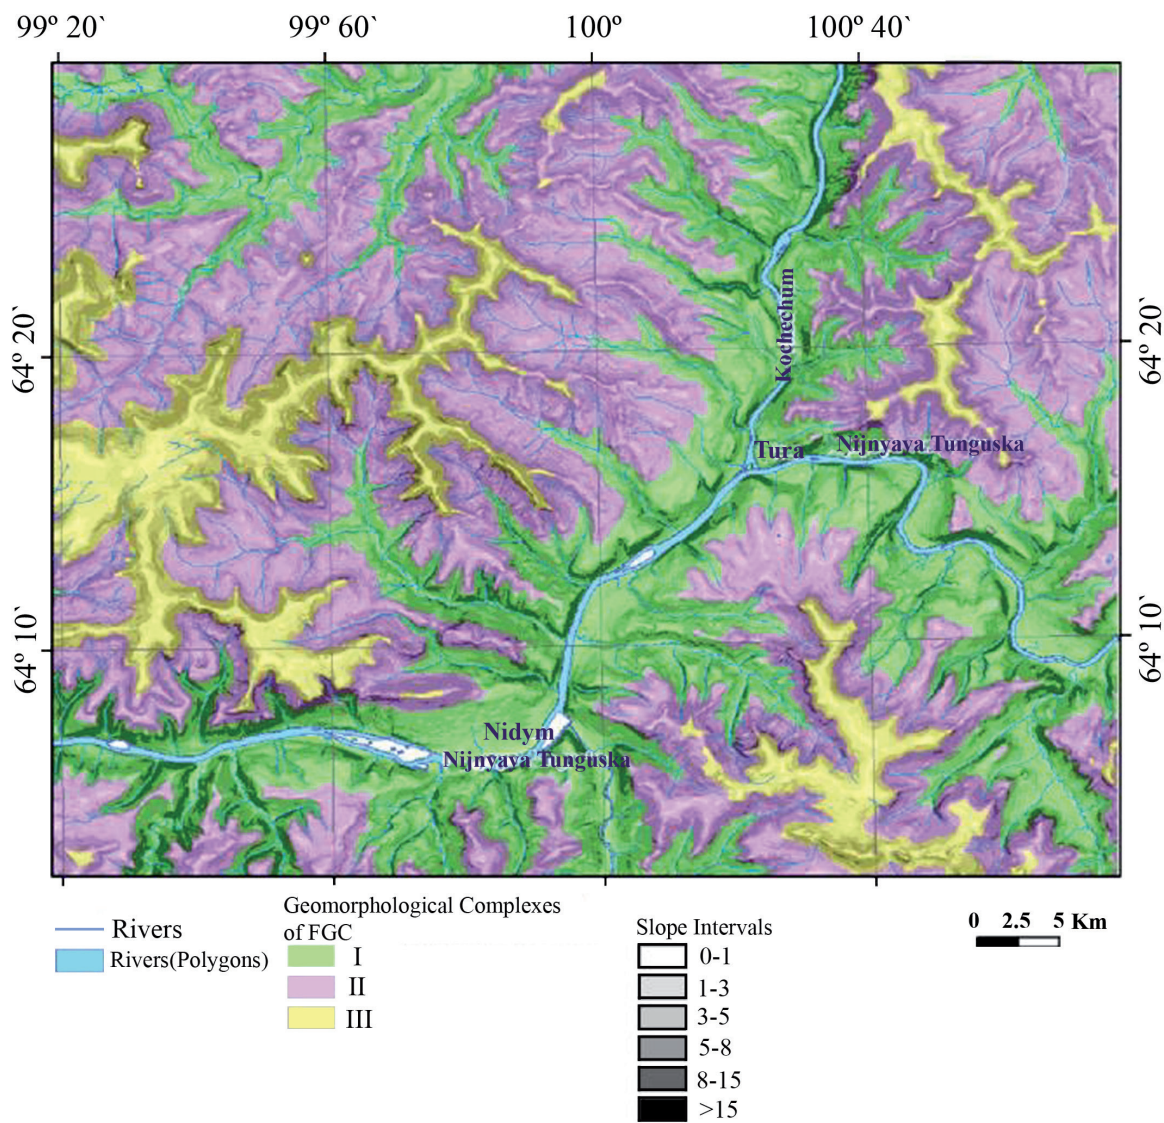 99º 20` 99º 60` 100º 100º 40`
64º 20`
64º 20`
64º 10`
64º 10`
Kochechum
Tura
Nijnyaya Tunguska
Nidym
Nijnyaya Tunguska
Rivers
Rivers(Polygons)
Geomorphological Complexes
of FGC
I
II
III
Slope Intervals
0-1
1-3
3-5
5-8
8-15
>15
0 2.5 5 Km